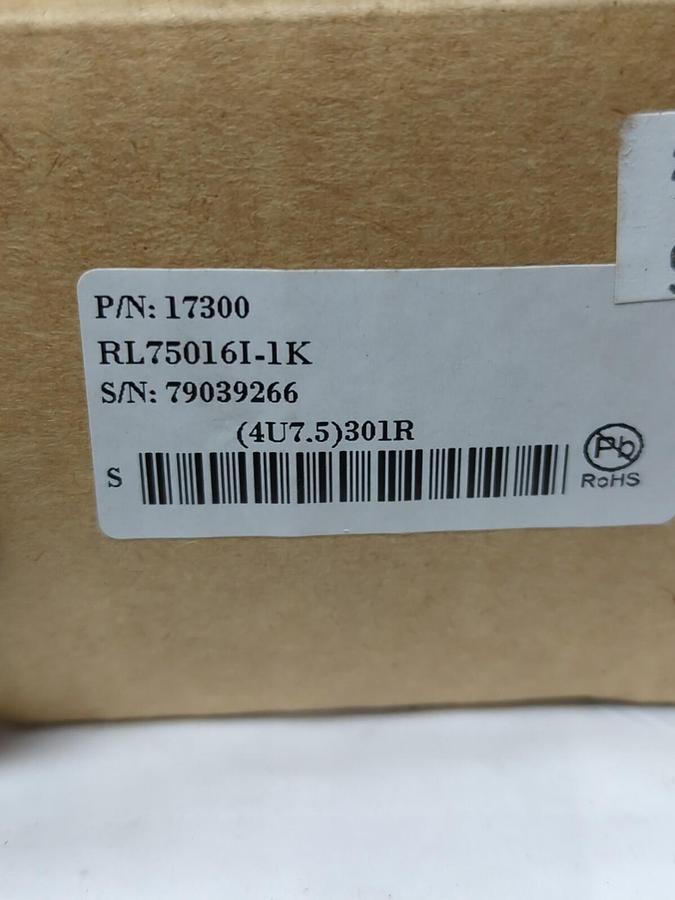 P/N: 17300
RL75016I-1K
S/N: 79039266
(4U7.5)301R
S
Pb
RoHS